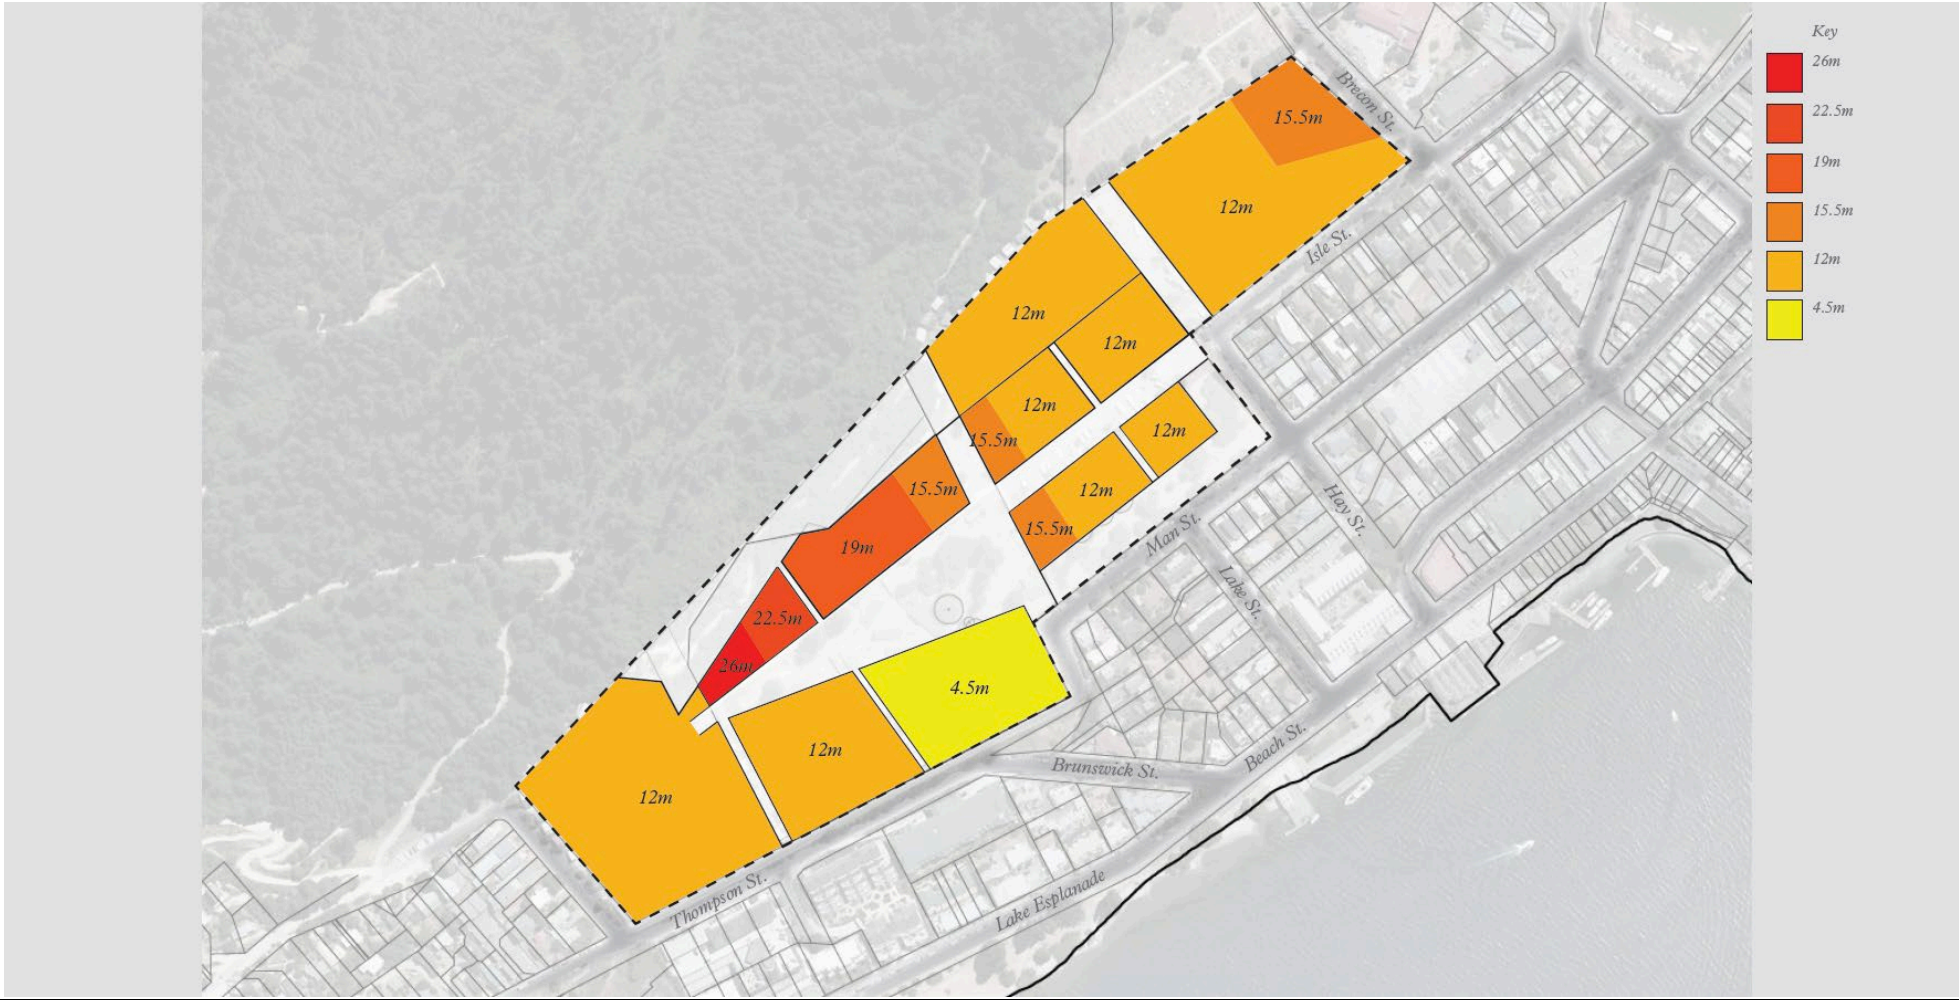 Key
26m
22.5m
19m
15.5m
12m
4.5m
Brecon St.
15.5m
12m
Isle St.
12m
12m
12m
15.5m
12m
12m
15.5m
15.5m
19m
22.5m
26m
4.5m
12m
12m
Man St.
Hay St.
Lake St.
Beach St.
Brunswick St.
Thompson St.
Lake Esplanade